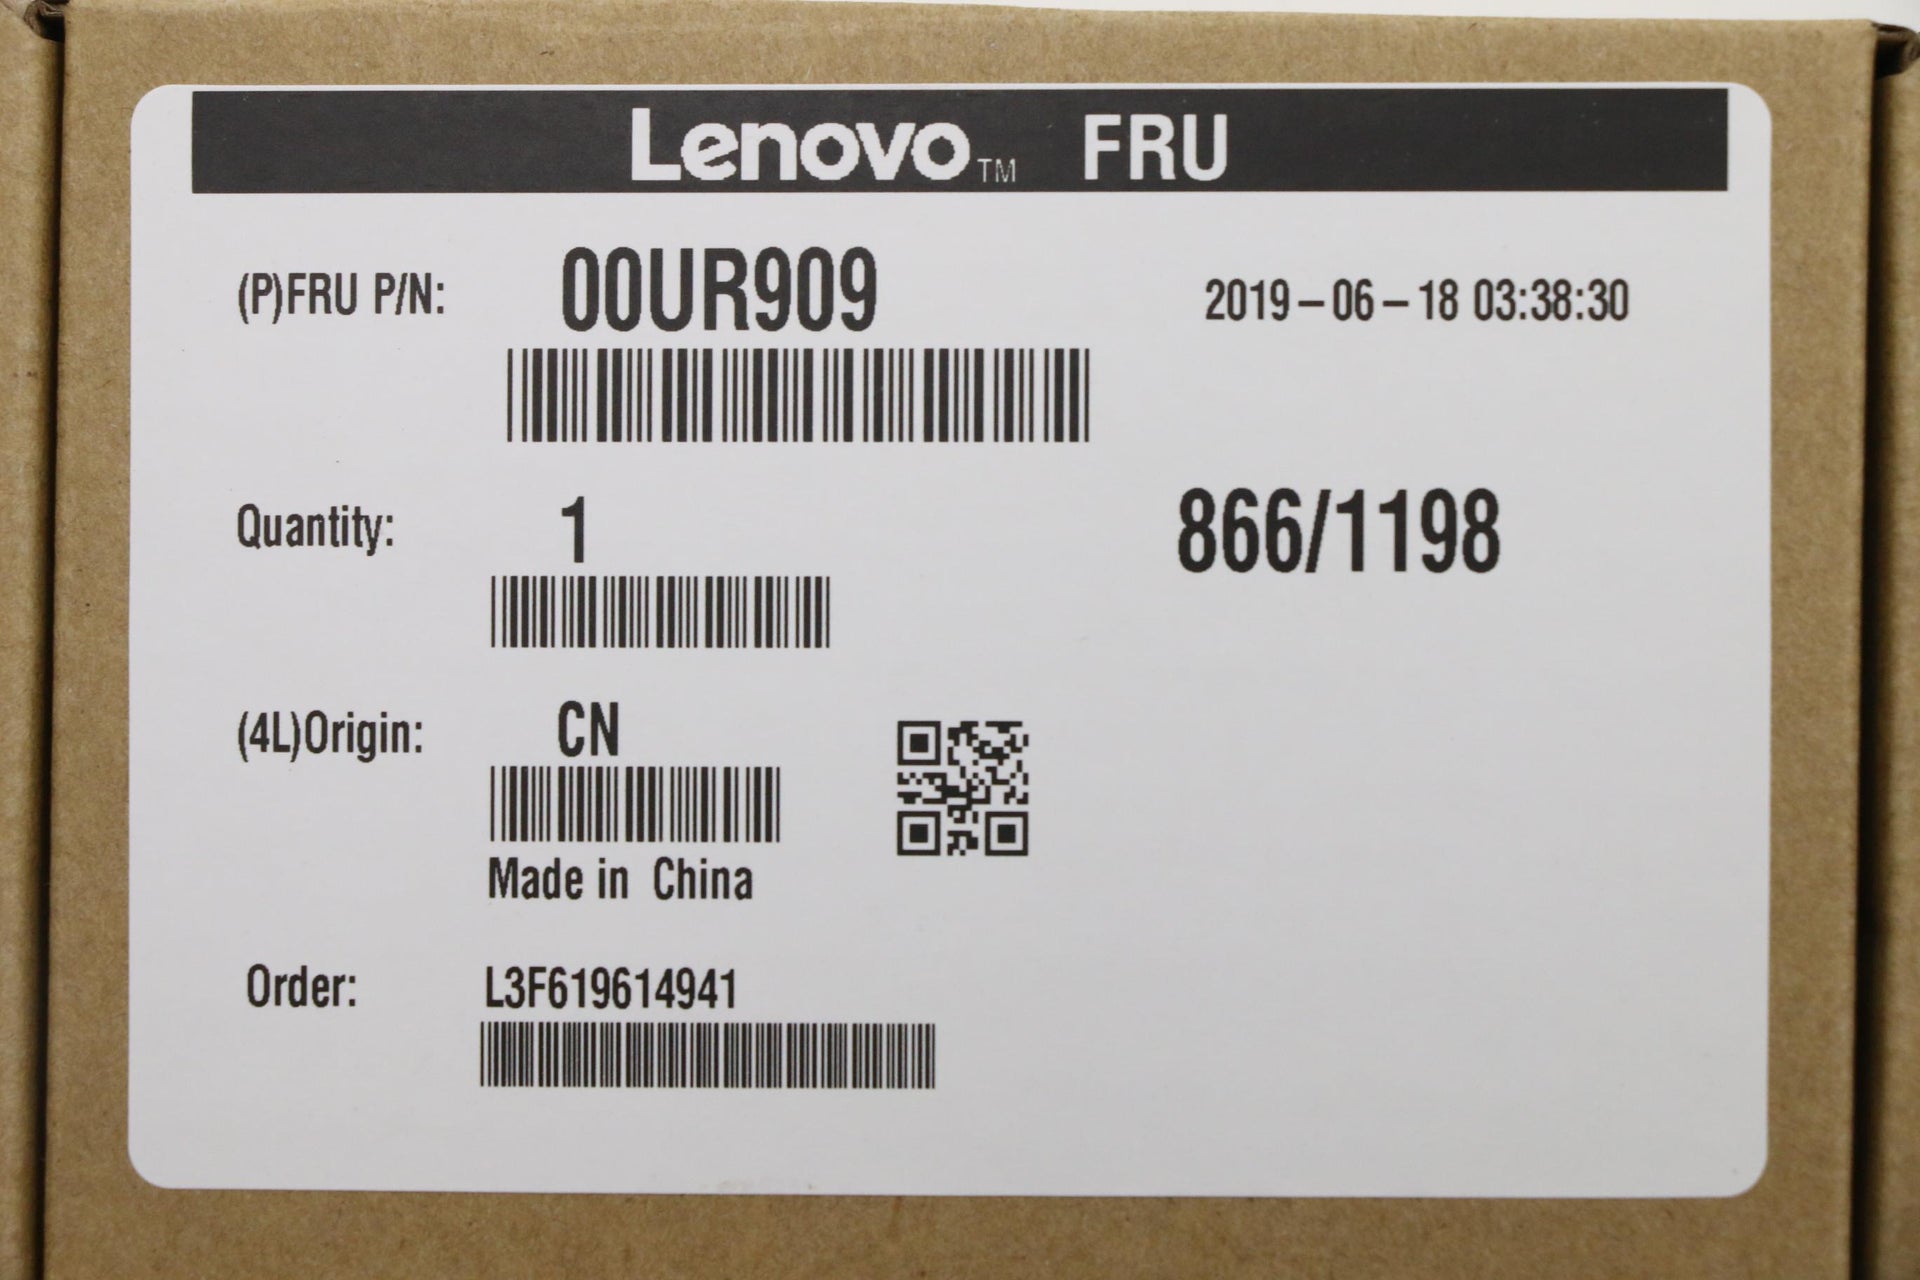 Lenovo™ FRU
(P)FRU P/N: 00UR909 2019-06-18 03:38:30
Quantity: 1 866/1198
(4L)Origin: CN
Made in China
Order: L3F619614941